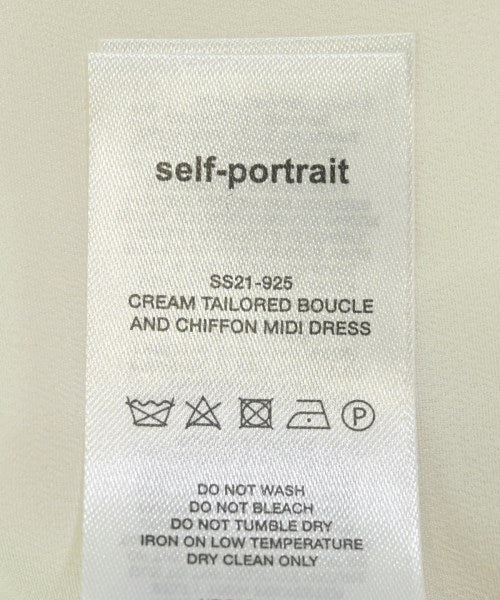 self-portrait
SS21-925
CREAM TAILORED BOUCLE
AND CHIFFON MIDI DRESS
P
DO NOT WASH
DO NOT BLEACH
DO NOT TUMBLE DRY
IRON ON LOW TEMPERATURE
DRY CLEAN ONLY